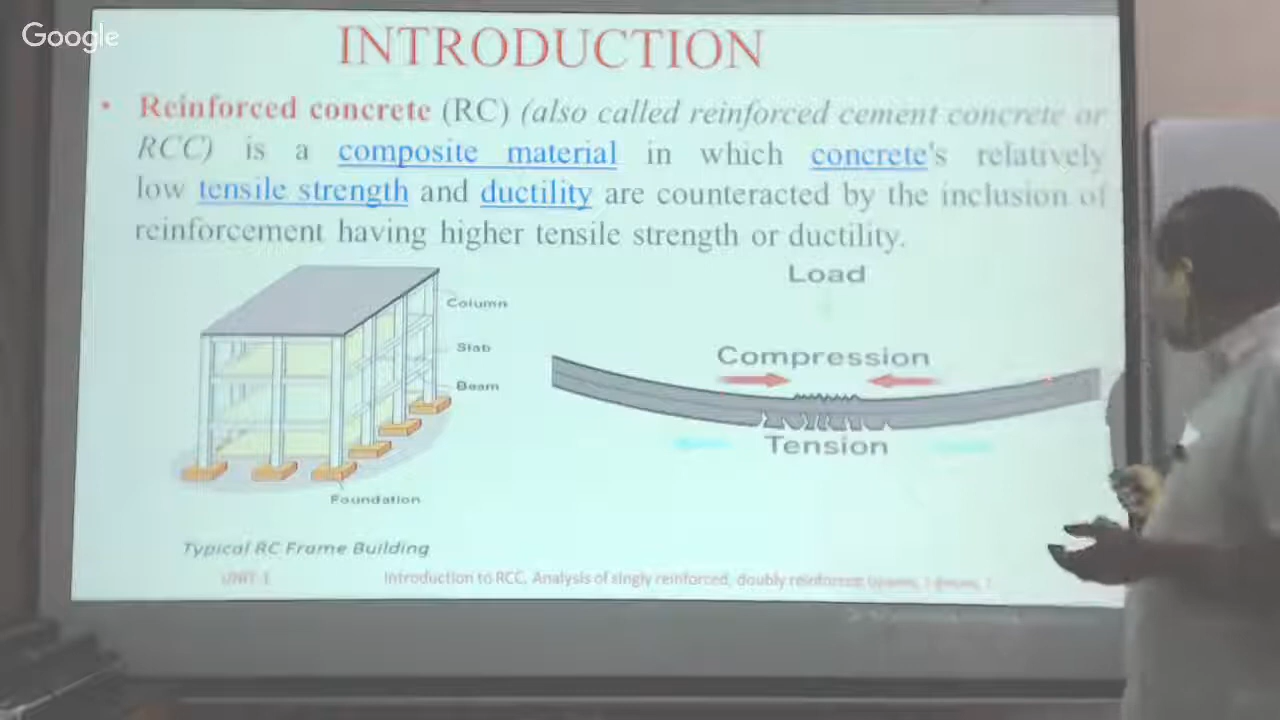 Google
INTRODUCTION
• Reinforced concrete (RC) (also called reinforced cement concrete or
RCC) is a composite material in which concrete's relatively
low tensile strength and ductility are counteracted by the inclusion of
reinforcement having higher tensile strength or ductility.
Load
Column
Slab
Compression
Beam
Tension
Foundation
Typical RC Frame Building
UNIT-1
Introduction to RCC, Analysis of singly reinforced, doubly reinforced